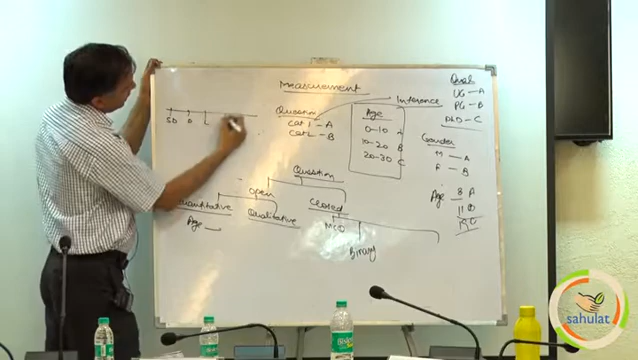 Measurement
SD D L
Question
Cat 1 - A
Cat 2 - B
Age
0-10 A
10-20 B
20-30 C
Inference
Qual
UG - A
PG - B
PhD - C
Gender
M - A
F - B
Age 8 A
11 B
Question
Open
Closed
Quantitative
Qualitative
Age
MCQ
Binary
sahulat